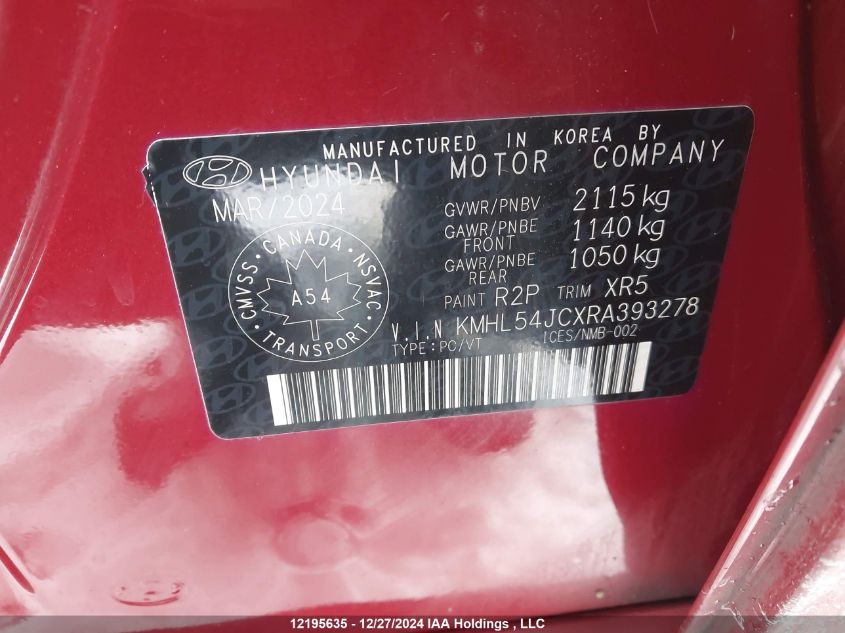 MANUFACTURED IN KOREA BY
HYUNDAI MOTOR COMPANY
MAR/2024
GVWR/PNBV 2115 kg
GAWR/PNBE FRONT 1140 kg
GAWR/PNBE REAR 1050 kg
PAINT R2P TRIM XR5
CMVSS · CANADA · NSVAC · TRANSPORT ·
A54
V.I.N KMHL54JCXRA393278
TYPE:PC/VT ICES/NMB-002
12195635 - 12/27/2024 IAA Holdings , LLC